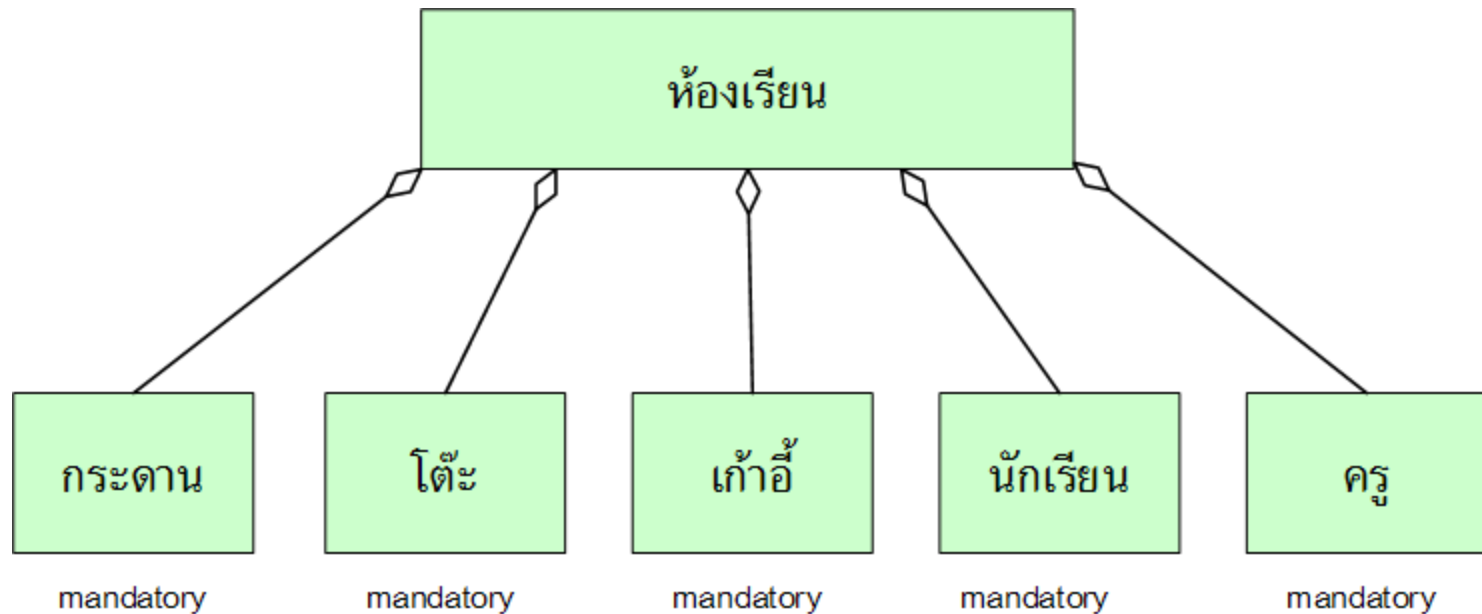 ห้องเรียน
กระดาน
โต๊ะ
เก้าอี้
นักเรียน
ครู
mandatory
mandatory
mandatory
mandatory
mandatory